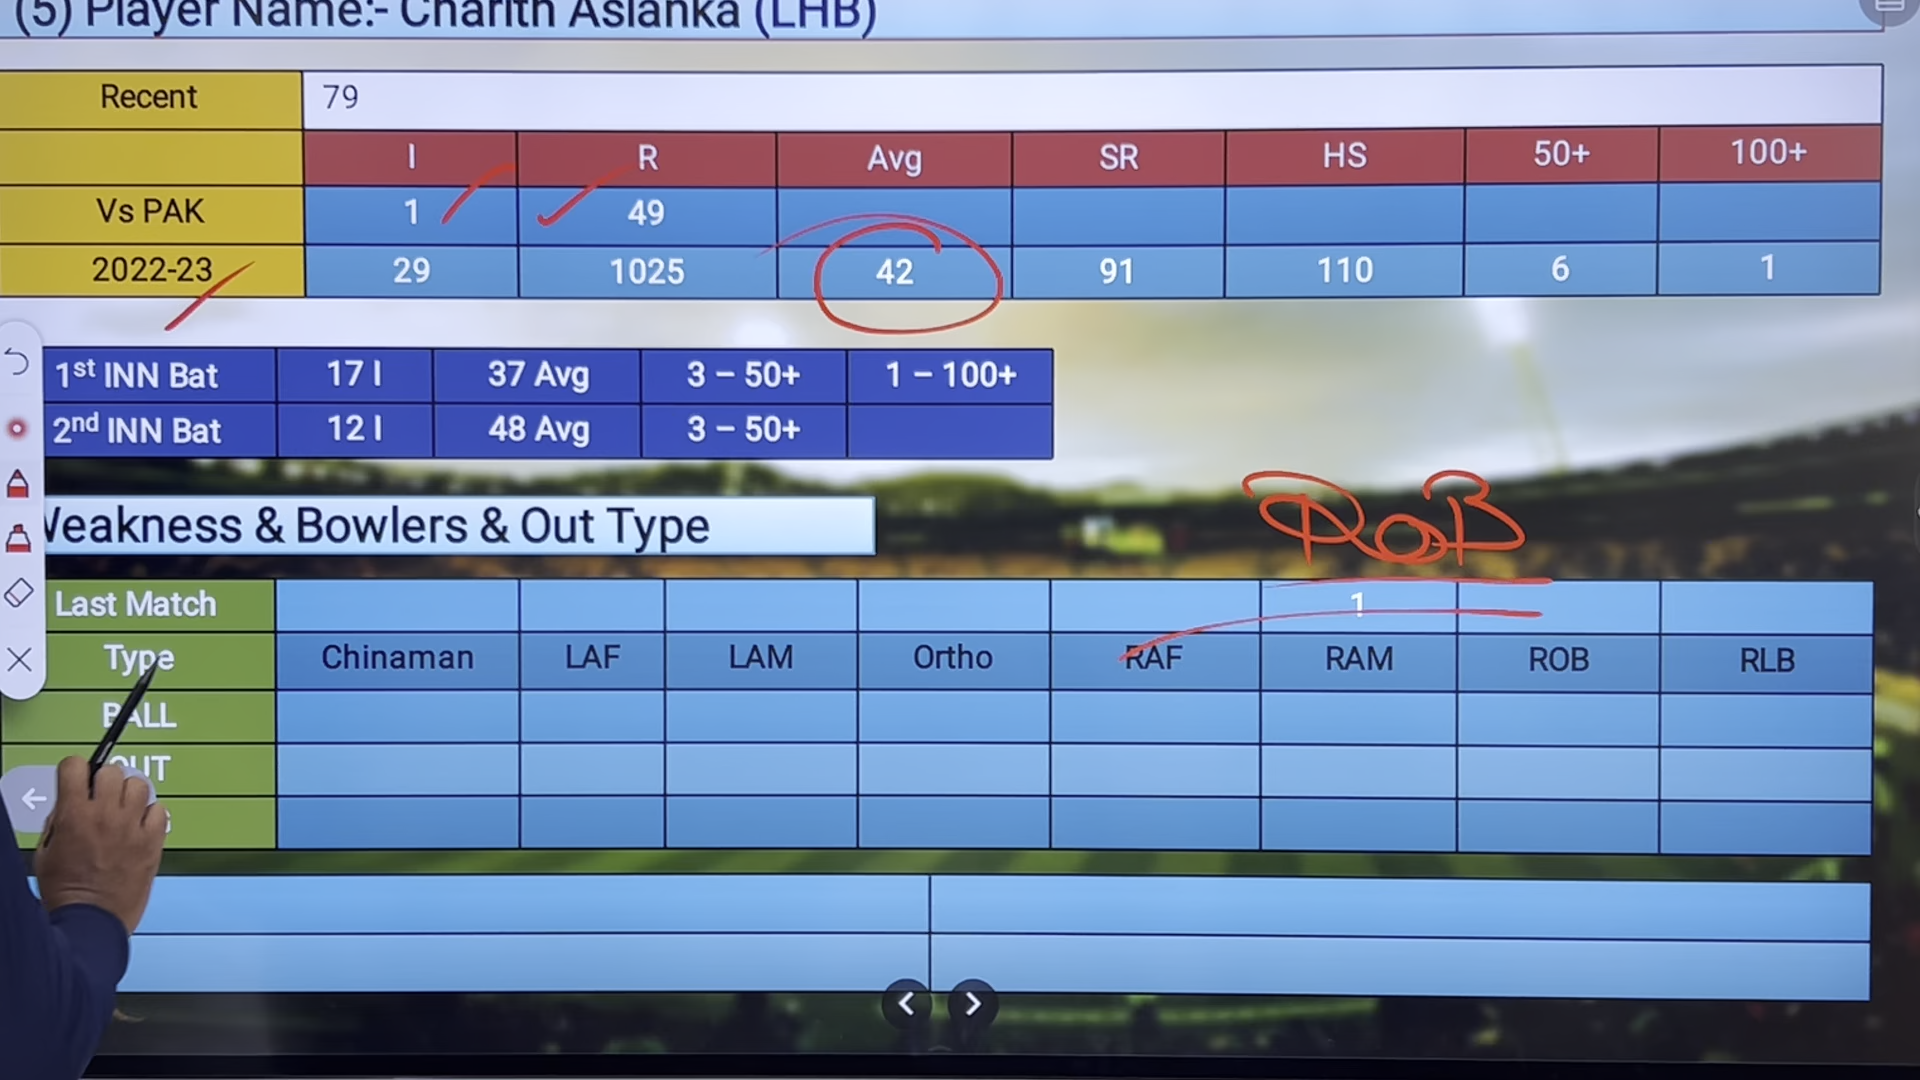 (5) Player Name:- Charith Aslanka (LHB)
Recent 79
I R Avg SR HS 50+ 100+
Vs PAK 1 49
2022-23 29 1025 42 91 110 6 1
1st INN Bat 17 I 37 Avg 3 – 50+ 1 – 100+
2nd INN Bat 12 I 48 Avg 3 – 50+
ROB
Weakness & Bowlers & Out Type
Last Match 1
Type Chinaman LAF LAM Ortho RAF RAM ROB RLB
BALL
OUT